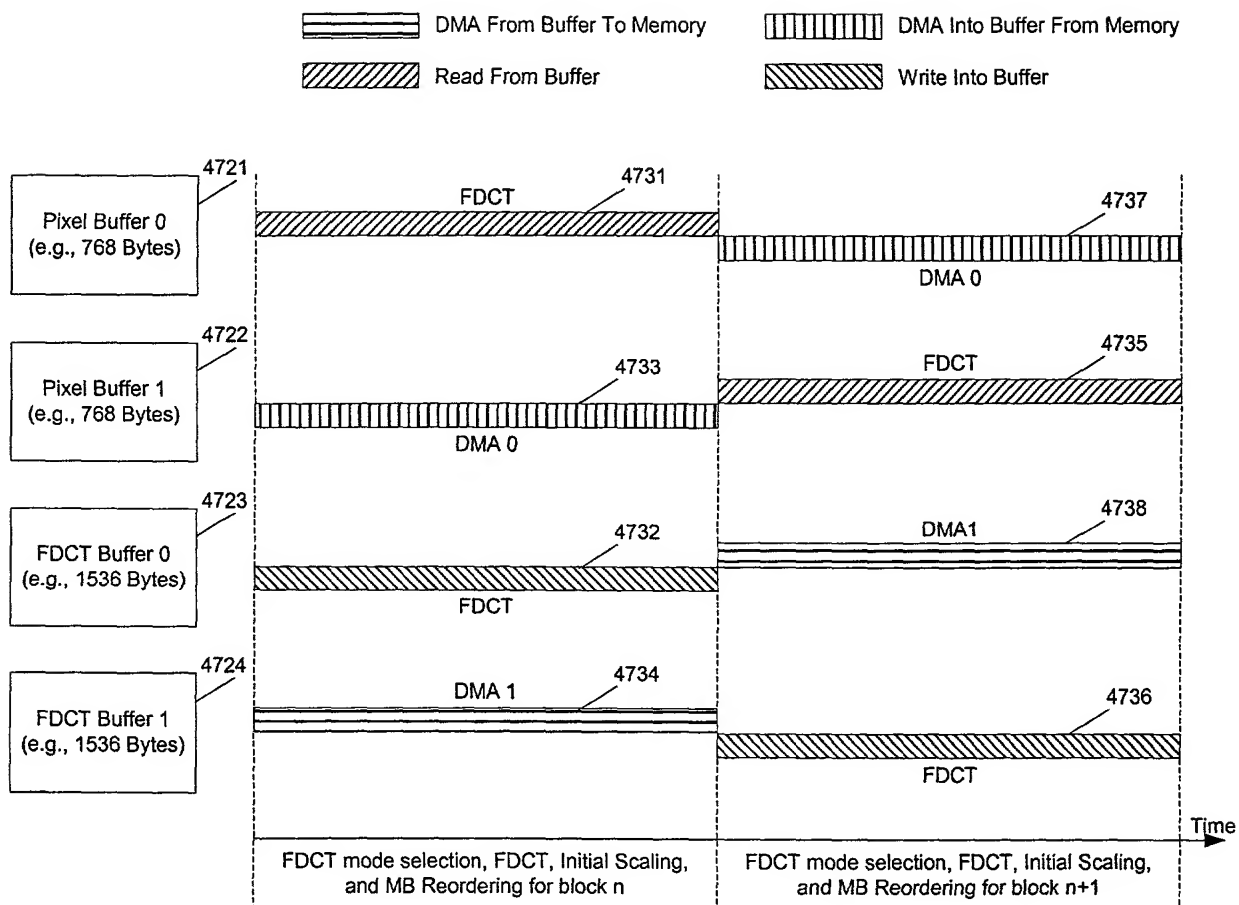 DMA From Buffer To Memory
DMA Into Buffer From Memory
Read From Buffer
Write Into Buffer
4721
Pixel Buffer 0
(e.g., 768 Bytes)
FDCT
4731
4737
DMA 0
4722
Pixel Buffer 1
(e.g., 768 Bytes)
4733
DMA 0
FDCT
4735
4723
FDCT Buffer 0
(e.g., 1536 Bytes)
4732
FDCT
DMA1
4738
4724
FDCT Buffer 1
(e.g., 1536 Bytes)
DMA 1
4734
4736
FDCT
Time
FDCT mode selection, FDCT, Initial Scaling,
and MB Reordering for block n
FDCT mode selection, FDCT, Initial Scaling,
and MB Reordering for block n+1